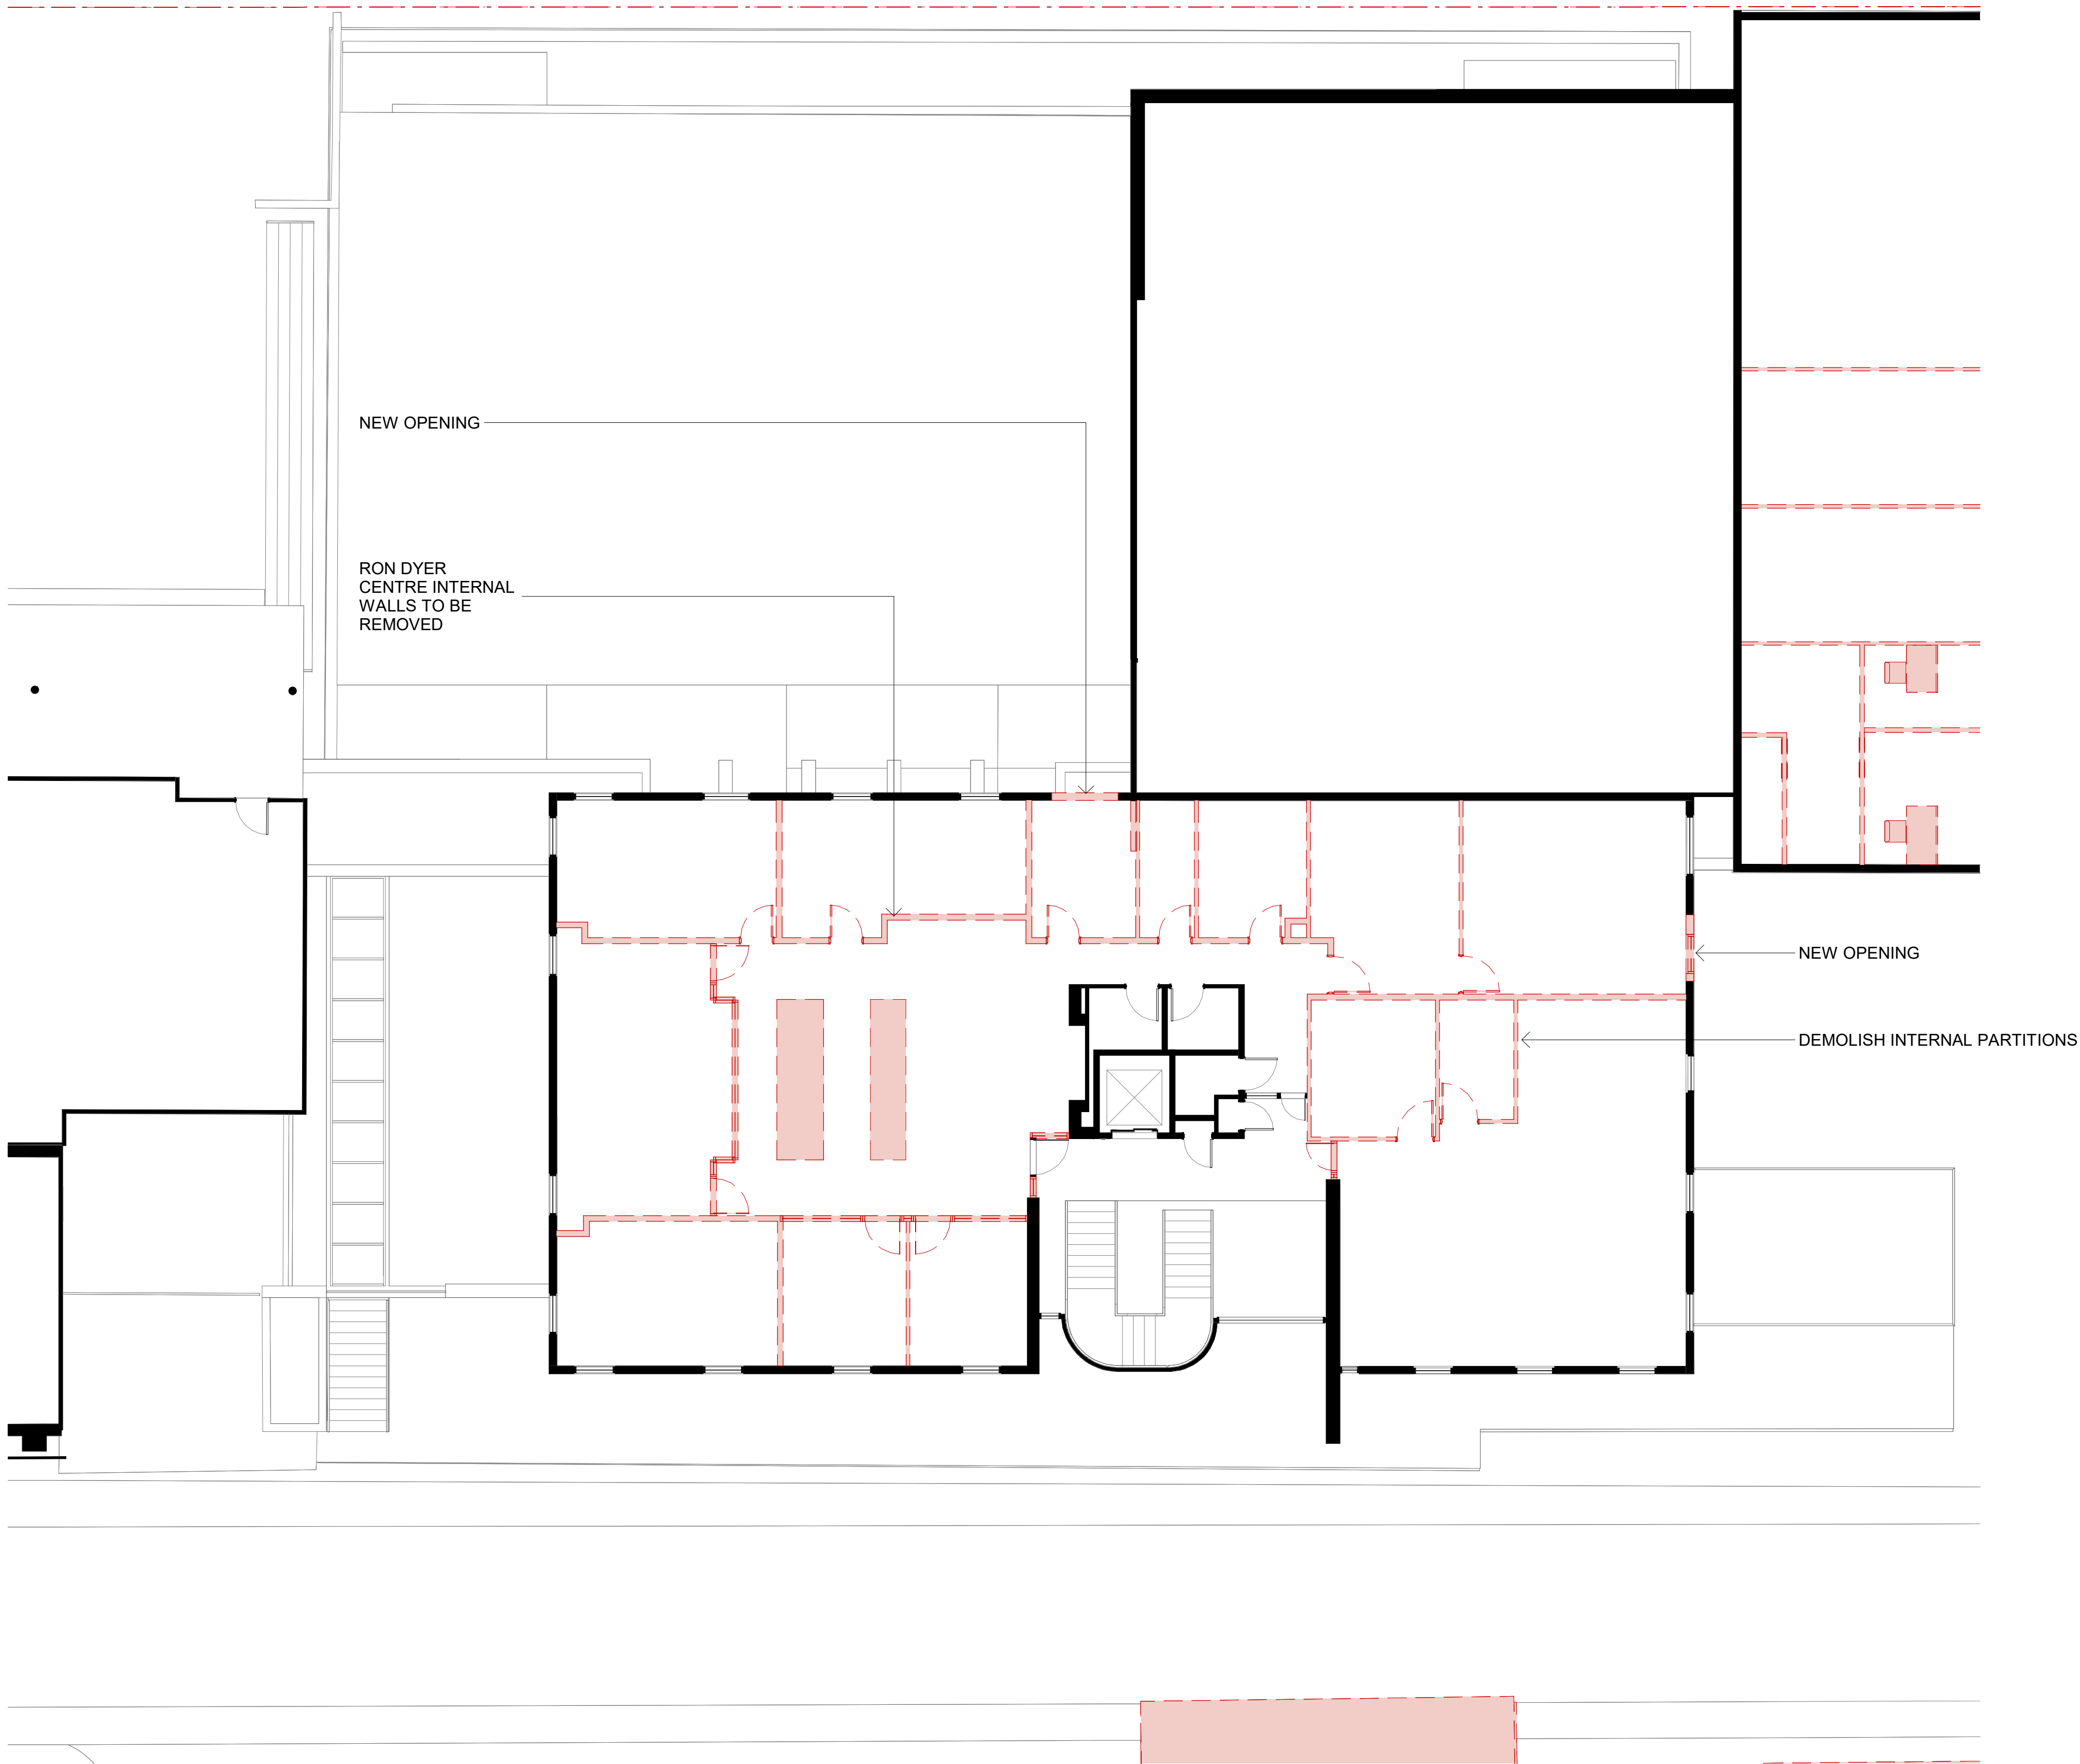 NEW OPENING
RON DYER
CENTRE INTERNAL
WALLS TO BE
REMOVED
NEW OPENING
DEMOLISH INTERNAL PARTITIONS